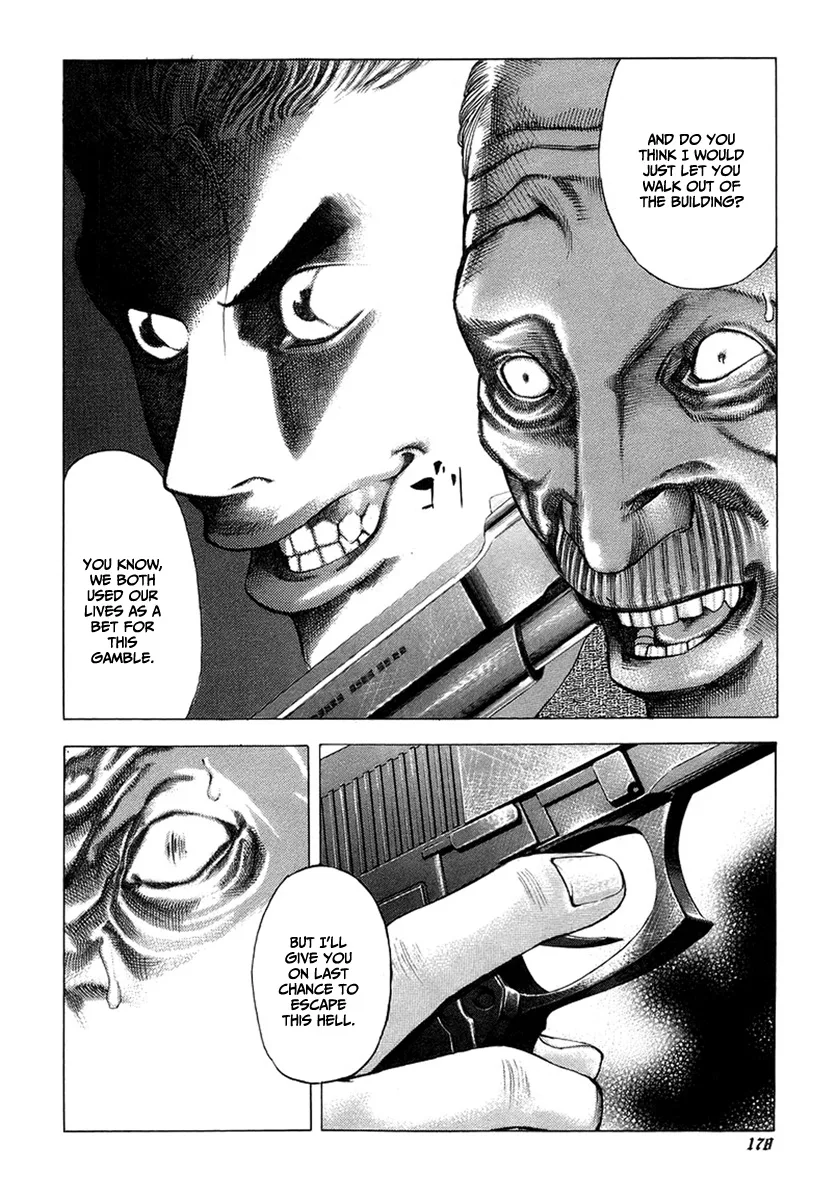 AND DO YOU
THINK I WOULD
JUST LET YOU
WALK OUT OF
THE BUILDING?
YOU KNOW,
WE BOTH
USED OUR
LIVES AS A
BET FOR
THIS
GAMBLE.
BUT I'LL
GIVE YOU
ON LAST
CHANCE TO
ESCAPE
THIS HELL.
178